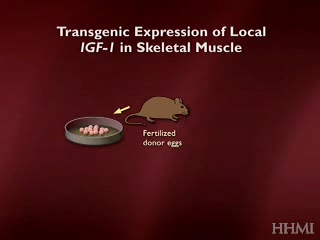 Transgenic Expression of Local
IGF-1 in Skeletal Muscle
Fertilized
donor eggs
HHMI